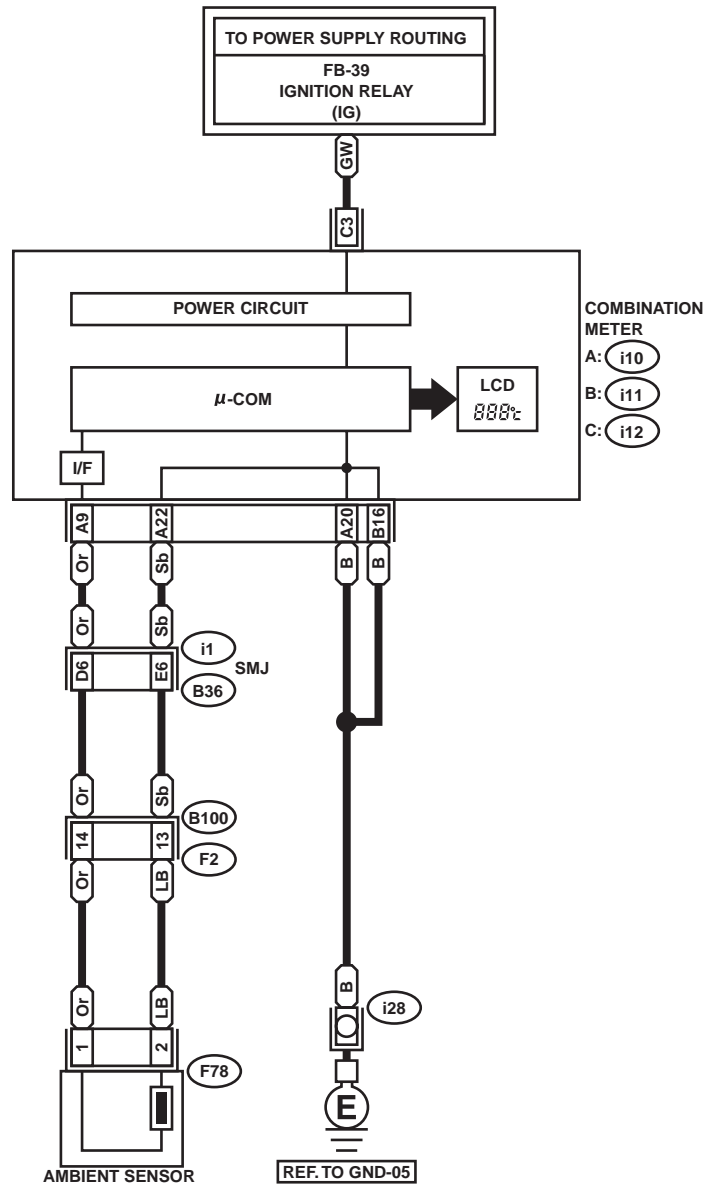 TO POWER SUPPLY ROUTING
FB-39
IGNITION RELAY
(IG)
GW
C3
POWER CIRCUIT
COMBINATION
METER
A: i10
B: i11
C: i12
μ-COM
LCD
888℃
I/F
A9 A22 A20 B16
Or Sb B B
Or Sb
i1
D6 E6 SMJ
B36
Or Sb
B100
14 13
F2
Or LB
Or LB B
i28
1 2
F78
E
AMBIENT SENSOR
REF. TO GND-05